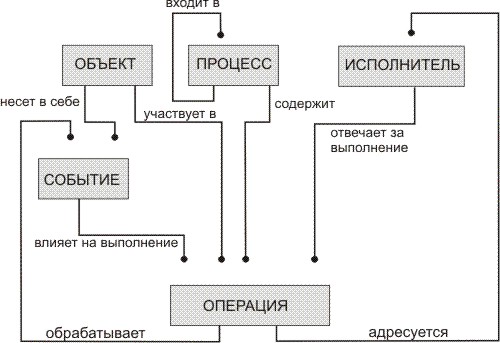 входит в
ОБЪЕКТ
ПРОЦЕСС
ИСПОЛНИТЕЛЬ
несет в себе
участвует в
содержит
отвечает за
выполнение
СОБЫТИЕ
влияет на выполнение
ОПЕРАЦИЯ
обрабатывает
адресуется